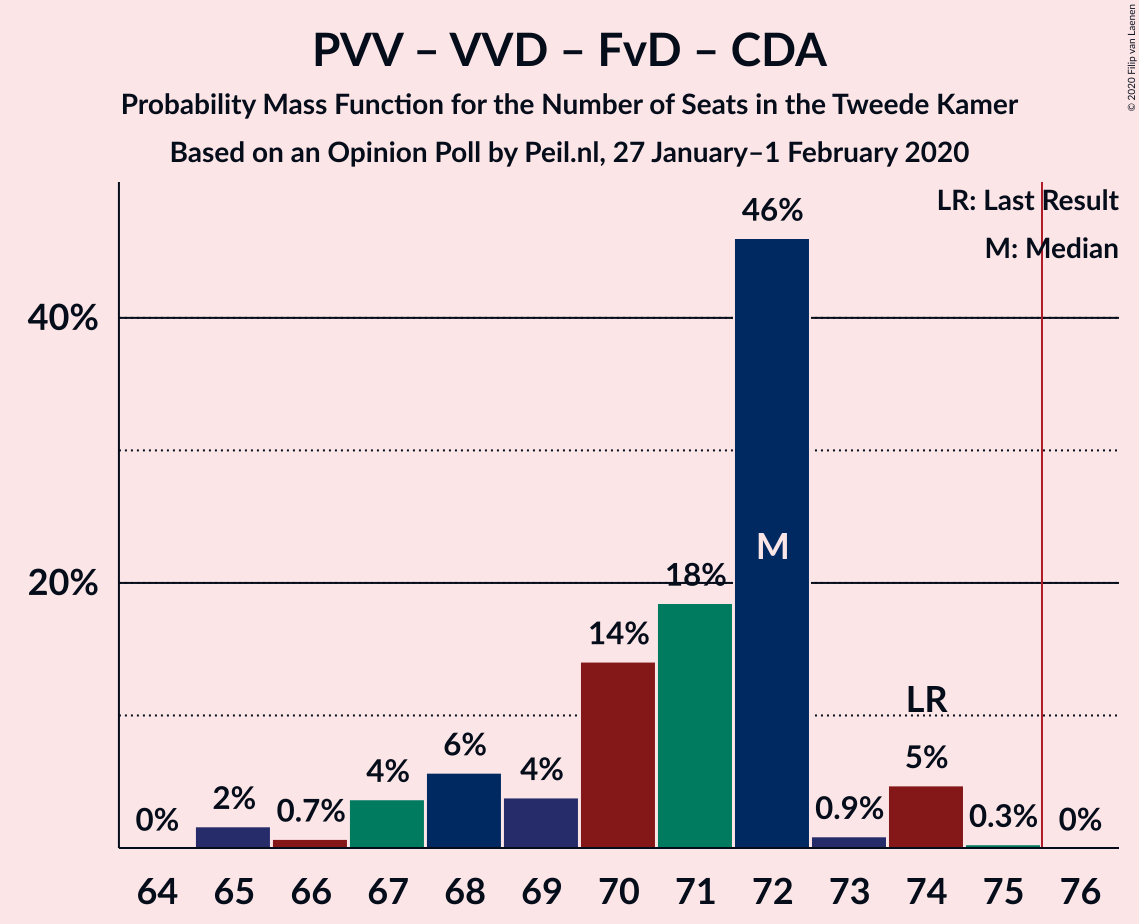 PVV – VVD – FvD – CDA
Probability Mass Function for the Number of Seats in the Tweede Kamer
Based on an Opinion Poll by Peil.nl, 27 January–1 February 2020
© 2020 Filip van Laenen
LR: Last Result
M: Median
46%
40%
M
20%
18%
14%
LR
6%
5%
4%
4%
2%
0.7%
0.9%
0.3%
0%
0%
64 65 66 67 68 69 70 71 72 73 74 75 76